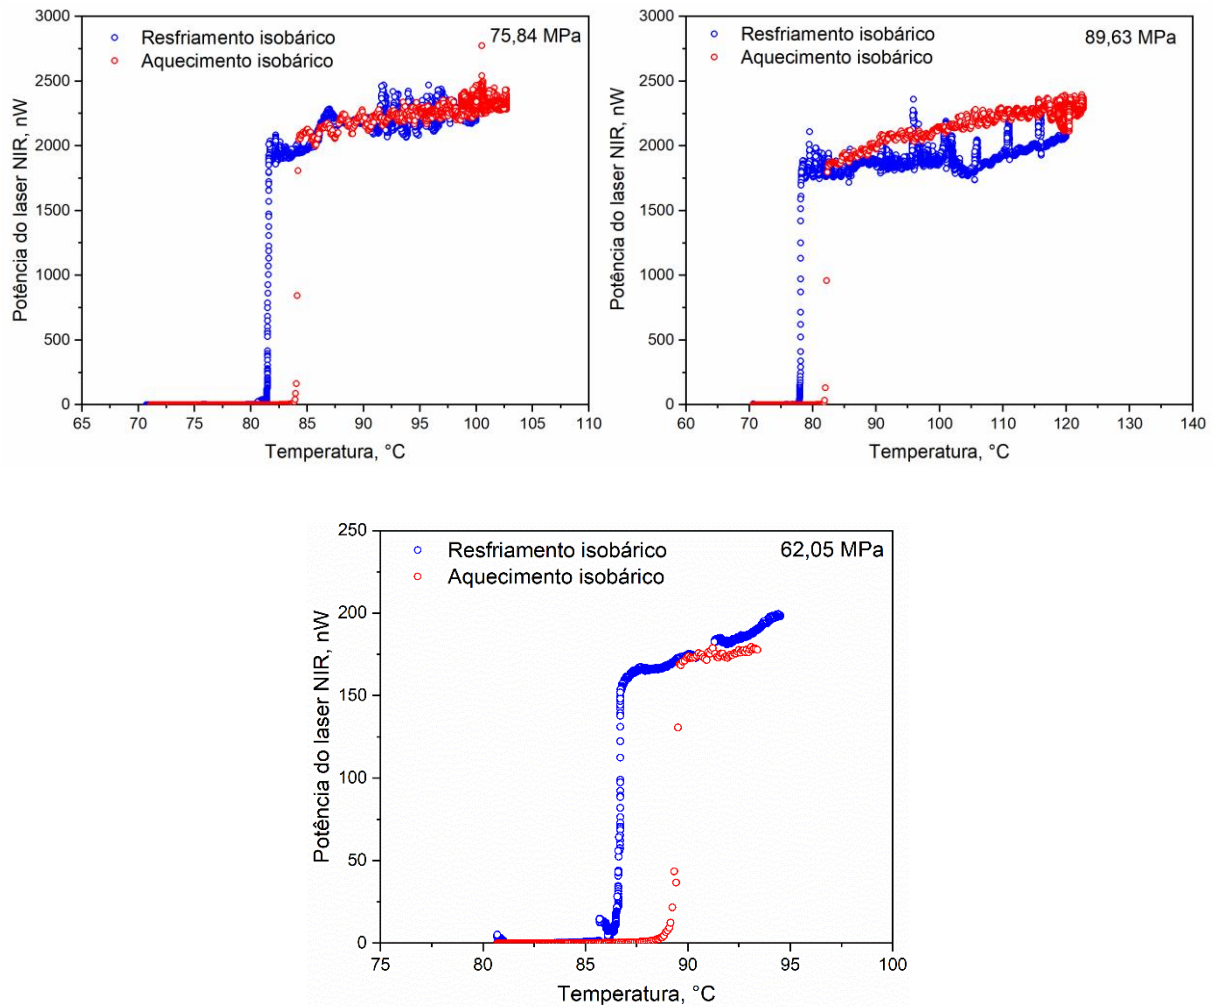 3000
Resfriamento isobárico
75,84 MPa
Aquecimento isobárico
2500
2000
1500
1000
500
0
65 70 75 80 85 90 95 100 105 110
Potência do laser NIR, nW
Temperatura, °C
3000
Resfriamento isobárico
89,63 MPa
Aquecimento isobárico
2500
2000
1500
1000
500
0
60 70 80 90 100 110 120 130 140
Potência do laser NIR, nW
Temperatura, °C
250
Resfriamento isobárico
62,05 MPa
Aquecimento isobárico
200
150
100
50
0
75 80 85 90 95 100
Potência do laser NIR, nW
Temperatura, °C